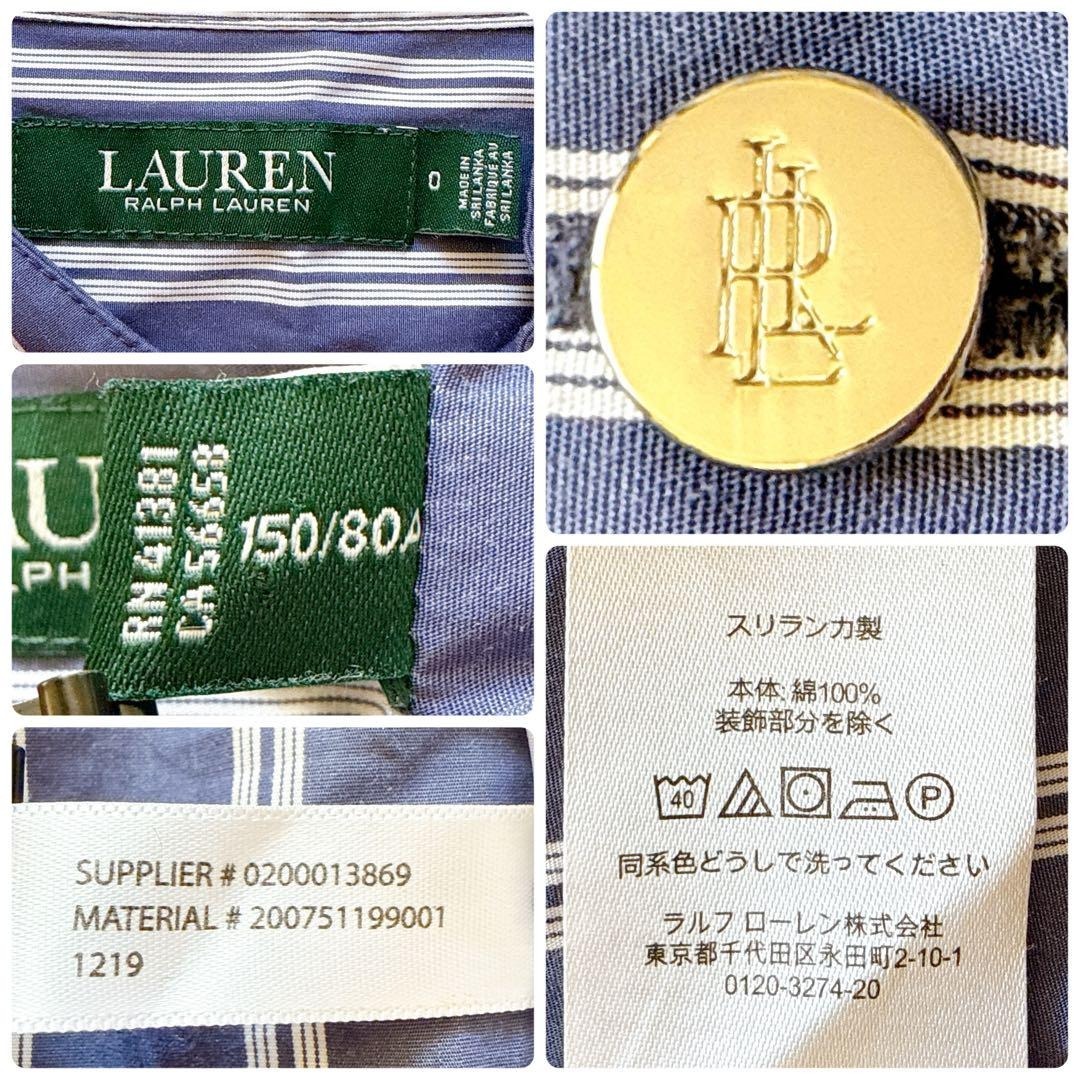 LAUREN
RALPH LAUREN
0
MADE IN
SRI LANKA
FABRIQUE AU
SRI LANKA
LRL
AU
LPH
RN 41381
CA 56658
150/80A
SUPPLIER # 0200013869
MATERIAL # 200751199001
1219
スリランカ製
本体: 綿100%
装飾部分を除く
40
P
同系色どうしで洗ってください
ラルフ ローレン株式会社
東京都千代田区永田町2-10-1
0120-3274-20